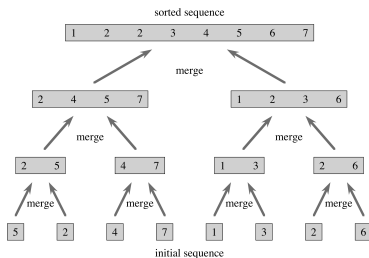 sorted sequence
1 2 2 3 4 5 6 7
merge
2 4 5 7 1 2 3 6
merge merge
2 5 4 7 1 3 2 6
merge merge merge merge
5 2 4 7 1 3 2 6
initial sequence